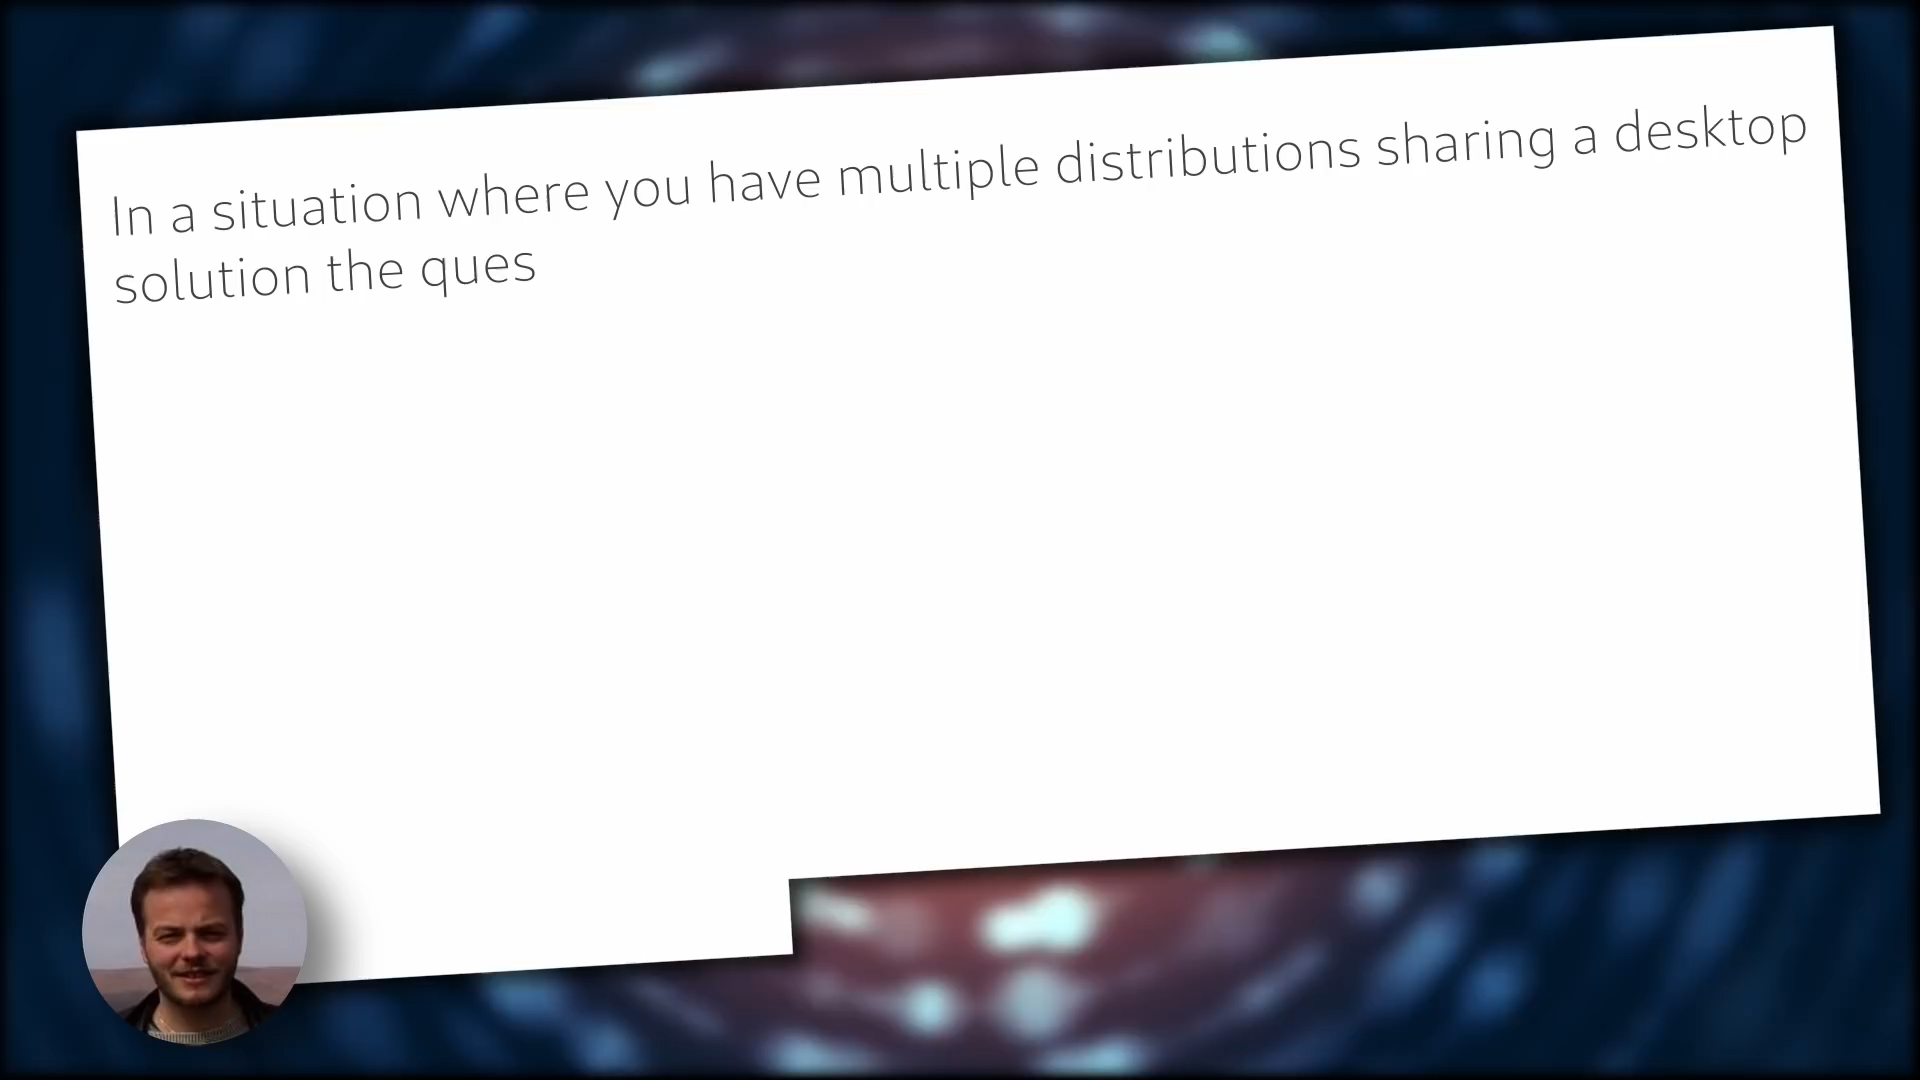 In a situation where you have multiple distributions sharing a desktop
solution the ques